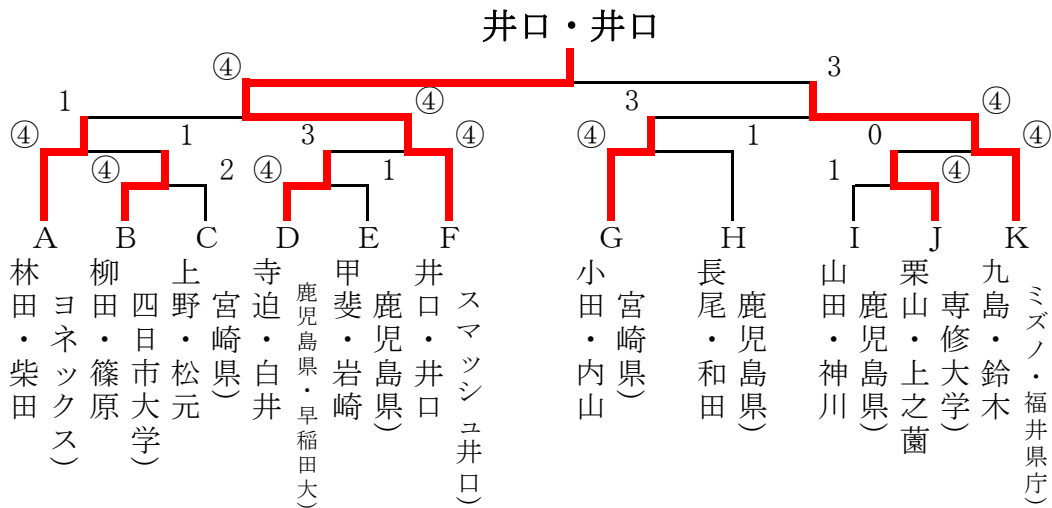 井口・井口
④
3
1
④
3
④
④
1
3
④
④
1
0
④
④
2
④
1
1
④
A
B
C
D
E
F
G
H
I
J
K
林田・柴田
ヨネックス)
柳田・篠原
四日市大学)
上野・松元
宮崎県)
寺迫・白井
鹿児島県・早稲田大)
甲斐・岩崎
鹿児島県)
井口・井口
スマッシュ井口)
小田・内山
宮崎県)
長尾・和田
鹿児島県)
山田・神川
鹿児島県)
栗山・上之薗
専修大学)
九島・鈴木
ミズノ・福井県庁)